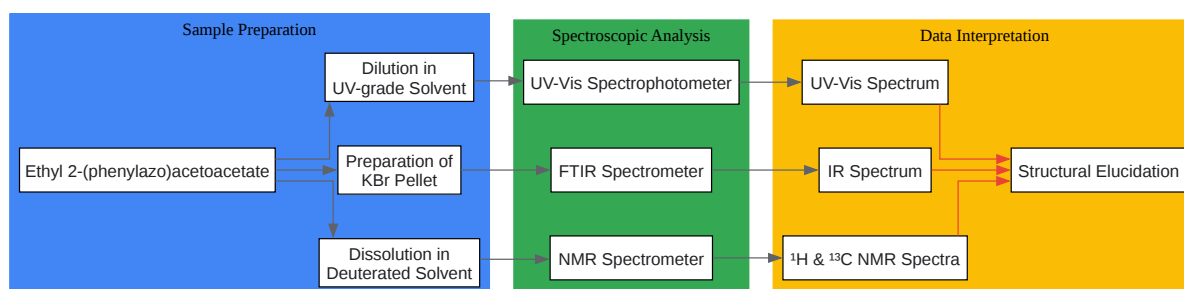 Sample Preparation
Spectroscopic Analysis
Data Interpretation
Dilution in
UV-grade Solvent
UV-Vis Spectrophotometer
UV-Vis Spectrum
Ethyl 2-(phenylazo)acetoacetate
Preparation of
KBr Pellet
FTIR Spectrometer
IR Spectrum
Structural Elucidation
Dissolution in
Deuterated Solvent
NMR Spectrometer
¹H & ¹³C NMR Spectra